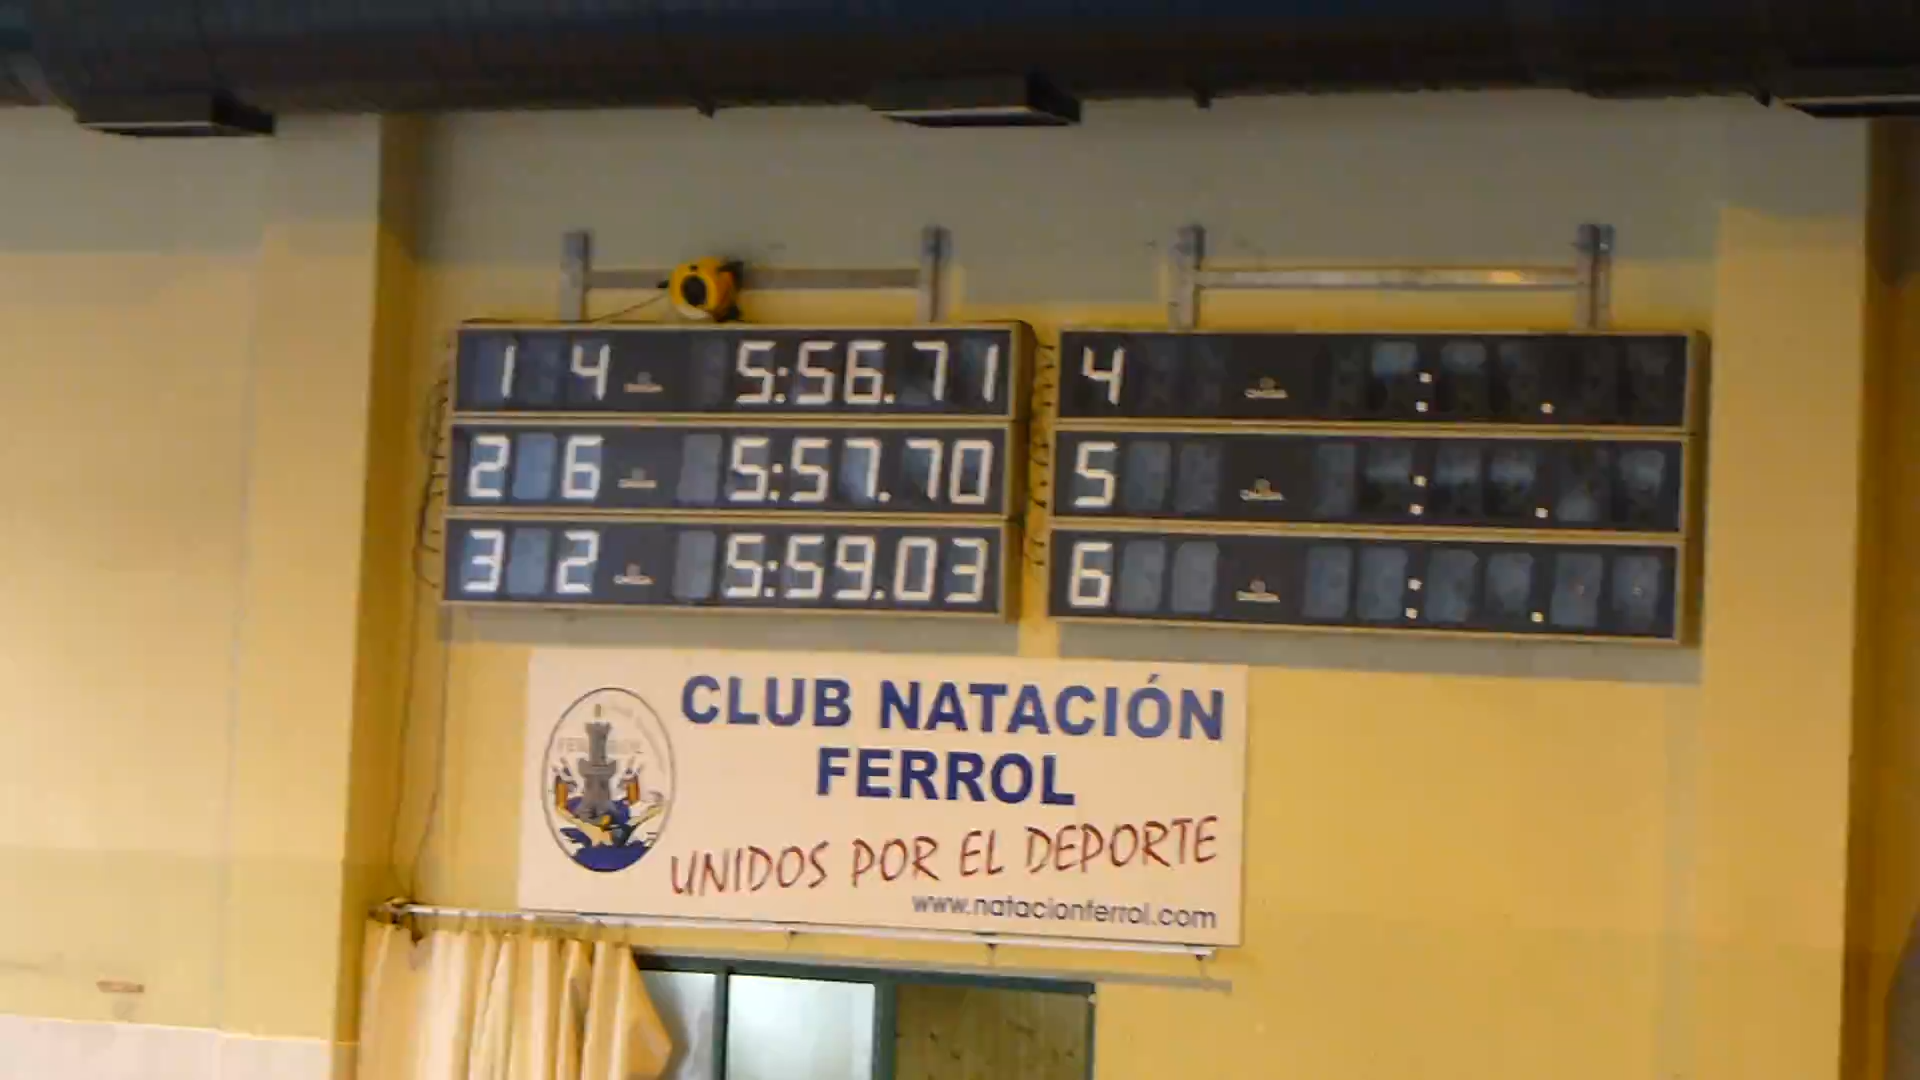 1 4 5:56.71
2 6 5:57.70
3 2 5:59.03
4 : .
5 : .
6 : .
CLUB NATACIÓN
FERROL
UNIDOS POR EL DEPORTE
www.natacionferrol.com